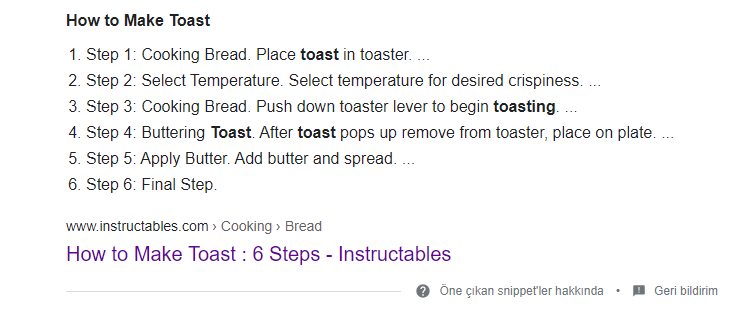 How to Make Toast
1. Step 1: Cooking Bread. Place toast in toaster. ...
2. Step 2: Select Temperature. Select temperature for desired crispiness. ...
3. Step 3: Cooking Bread. Push down toaster lever to begin toasting. ...
4. Step 4: Buttering Toast. After toast pops up remove from toaster, place on plate. ...
5. Step 5: Apply Butter. Add butter and spread. ...
6. Step 6: Final Step.
www.instructables.com › Cooking › Bread
How to Make Toast : 6 Steps - Instructables
Öne çıkan snippet'ler hakkında • Geri bildirim